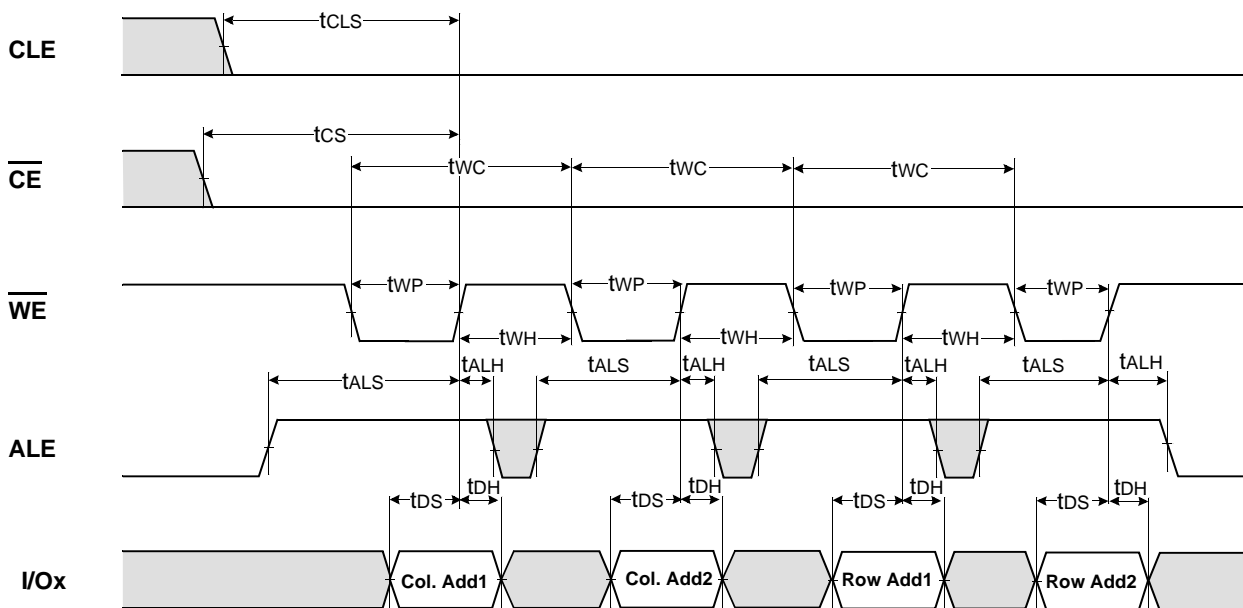 CLE
tCLS
CE
tCS
tWC tWC tWC
WE
tWP tWP tWP tWP
tWH tWH tWH
ALE
tALS tALH tALS tALH tALS tALH tALS tALH
tDS tDH tDS tDH tDS tDH tDS tDH
I/Ox
Col. Add1 Col. Add2 Row Add1 Row Add2